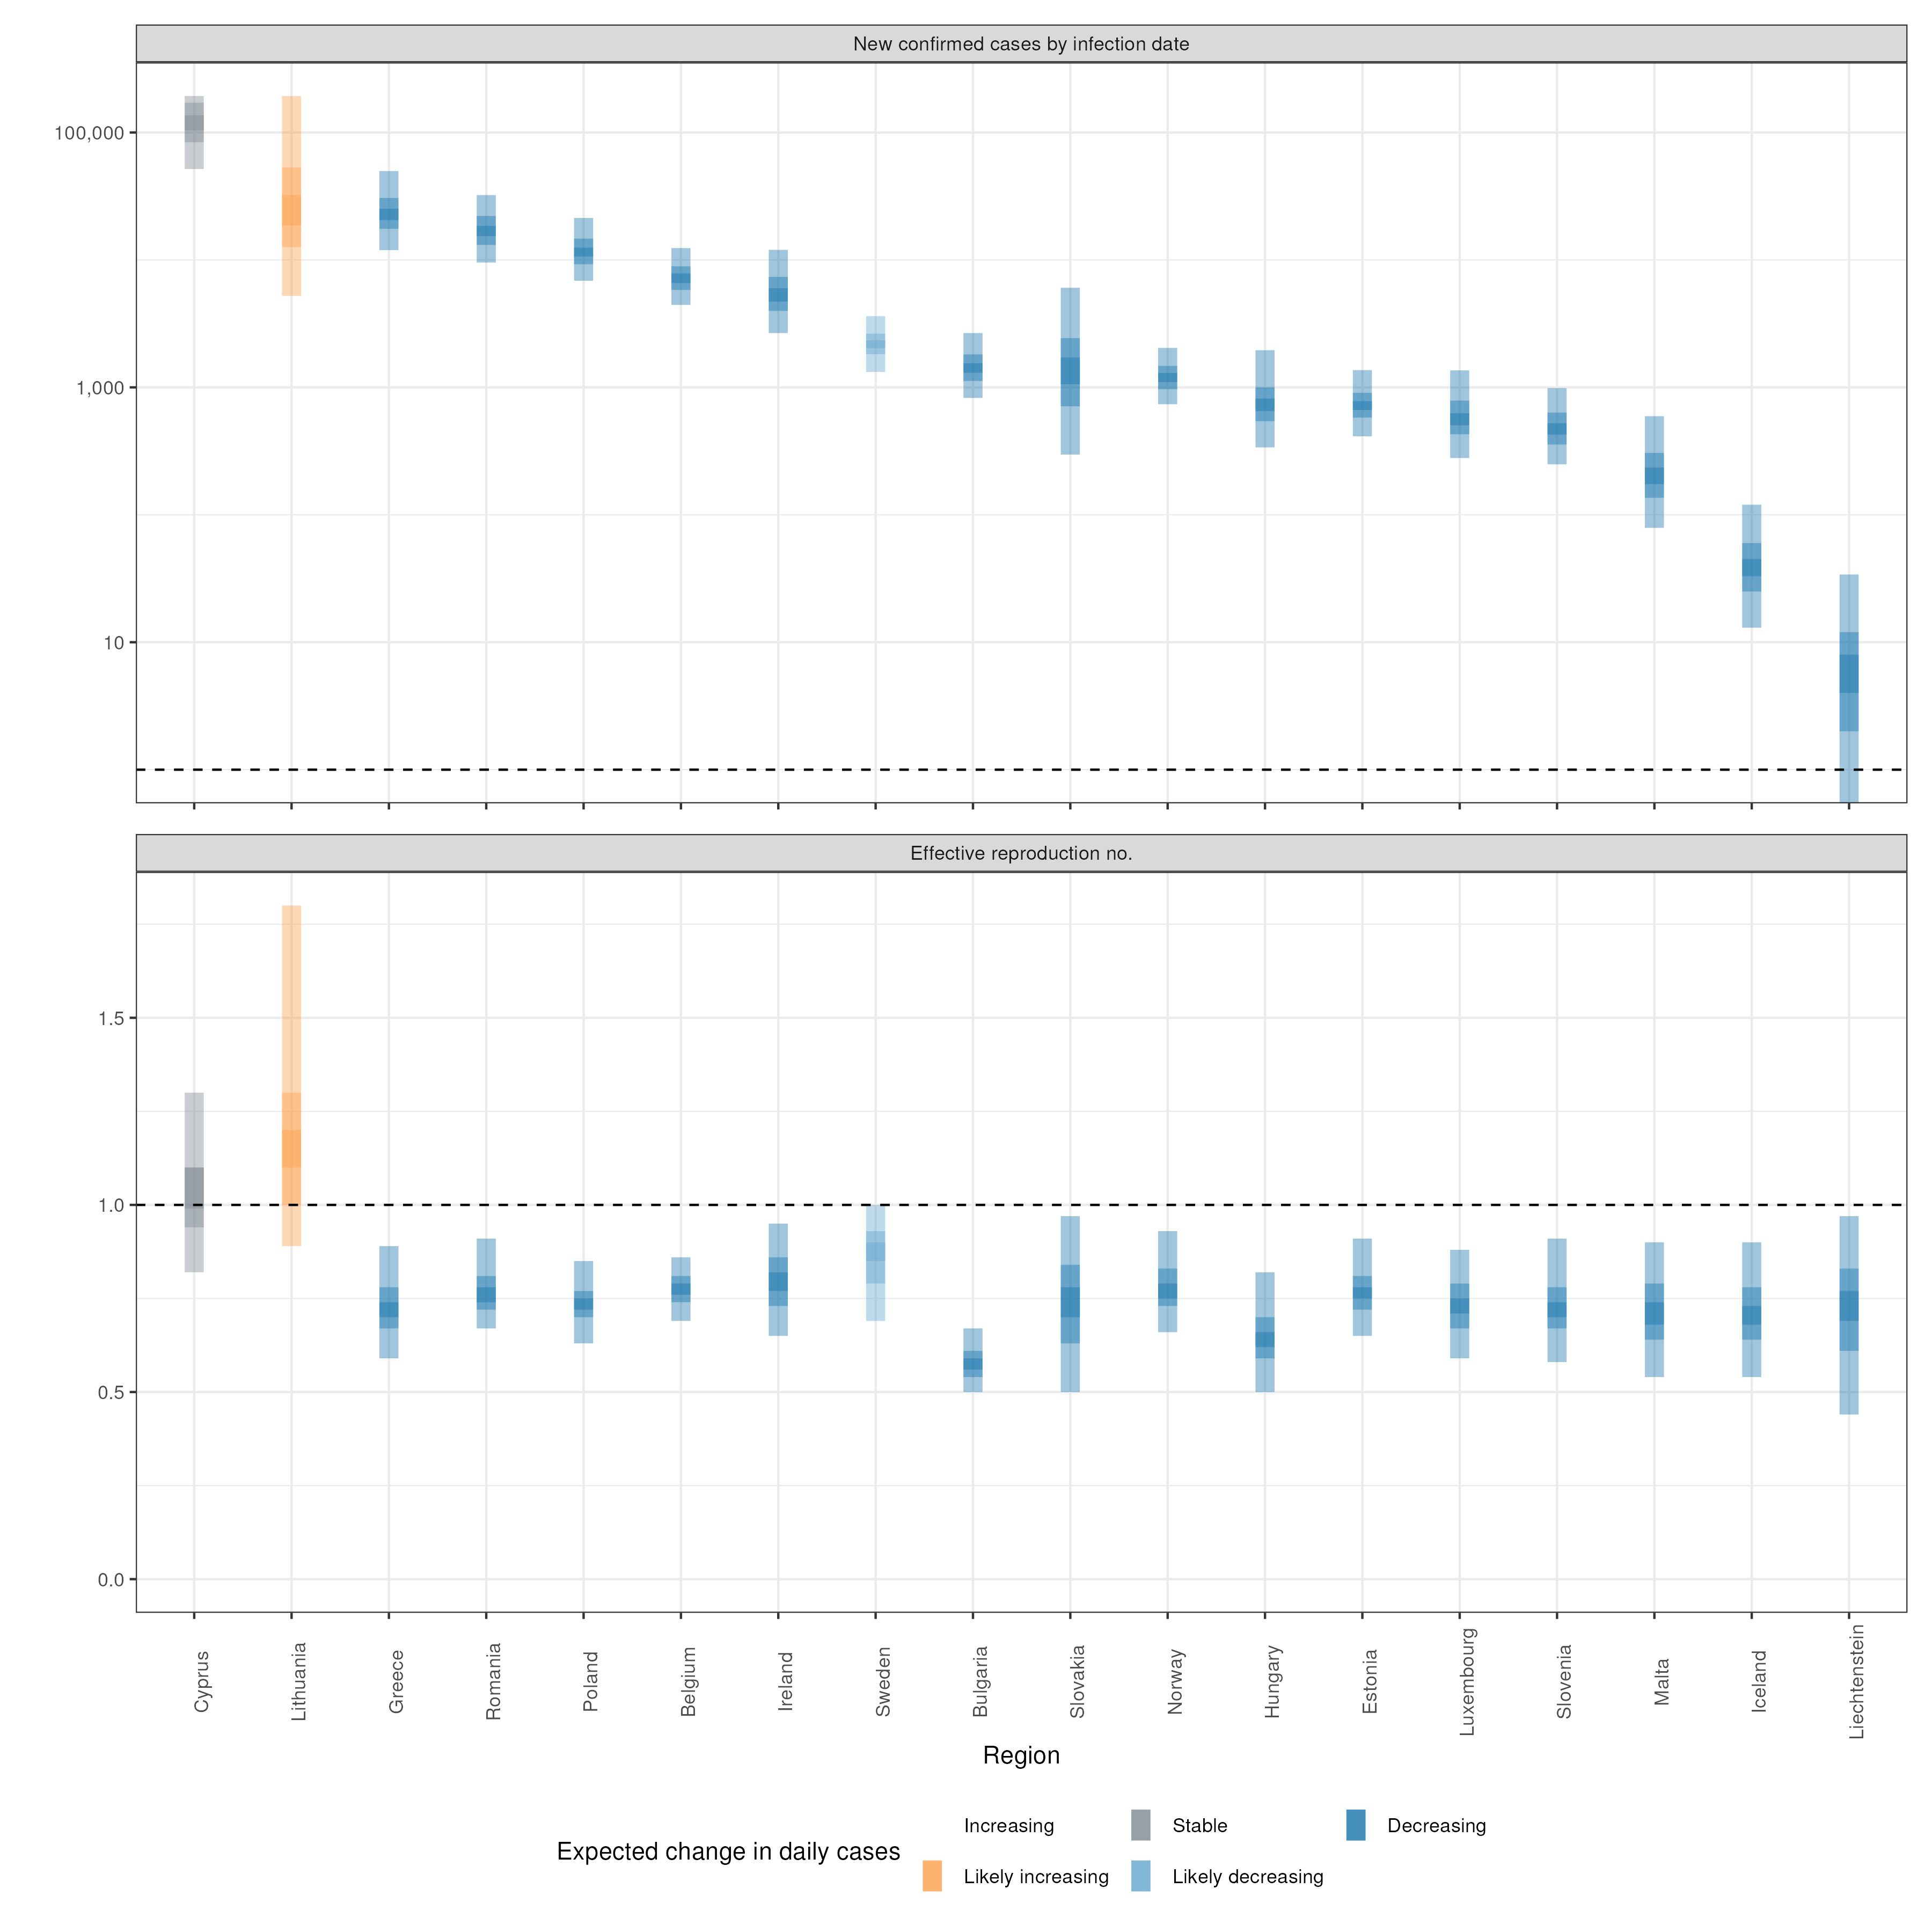 New confirmed cases by infection date
100,000
1,000
10
Effective reproduction no.
1.5
1.0
0.5
0.0
Cyprus
Lithuania
Greece
Romania
Poland
Belgium
Ireland
Sweden
Bulgaria
Slovakia
Norway
Hungary
Estonia
Luxembourg
Slovenia
Malta
Iceland
Liechtenstein
Region
Expected change in daily cases
Increasing
Stable
Decreasing
Likely increasing
Likely decreasing